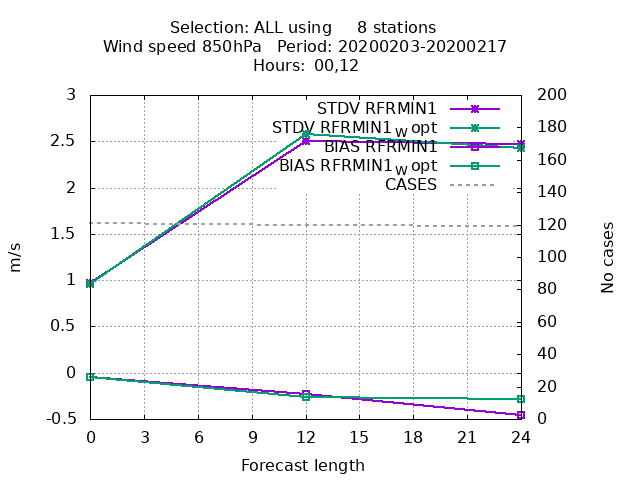 Selection: ALL using     8 stations
Wind speed 850hPa   Period: 20200203-20200217
Hours: 00,12
STDV RFRMIN1
STDV RFRMIN1W opt
BIAS RFRMIN1
BIAS RFRMIN1W opt
CASES
3
2.5
2
1.5
1
0.5
0
-0.5
m/s
200
180
160
140
120
100
80
60
40
20
0
No cases
0 3 6 9 12 15 18 21 24
Forecast length